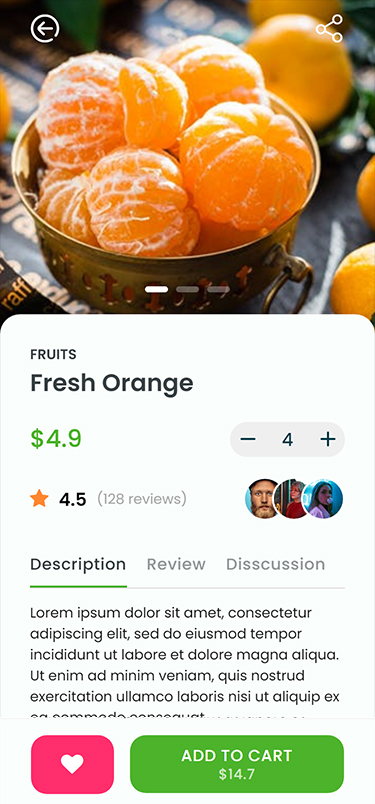 raffe
FRUITS
Fresh Orange
$4.9
4
4.5 (128 reviews)
Description Review Disscussion
Lorem ipsum dolor sit amet, consectetur
adipiscing elit, sed do eiusmod tempor
incididunt ut labore et dolore magna aliqua.
Ut enim ad minim veniam, quis nostrud
exercitation ullamco laboris nisi ut aliquip ex
ADD TO CART
$14.7